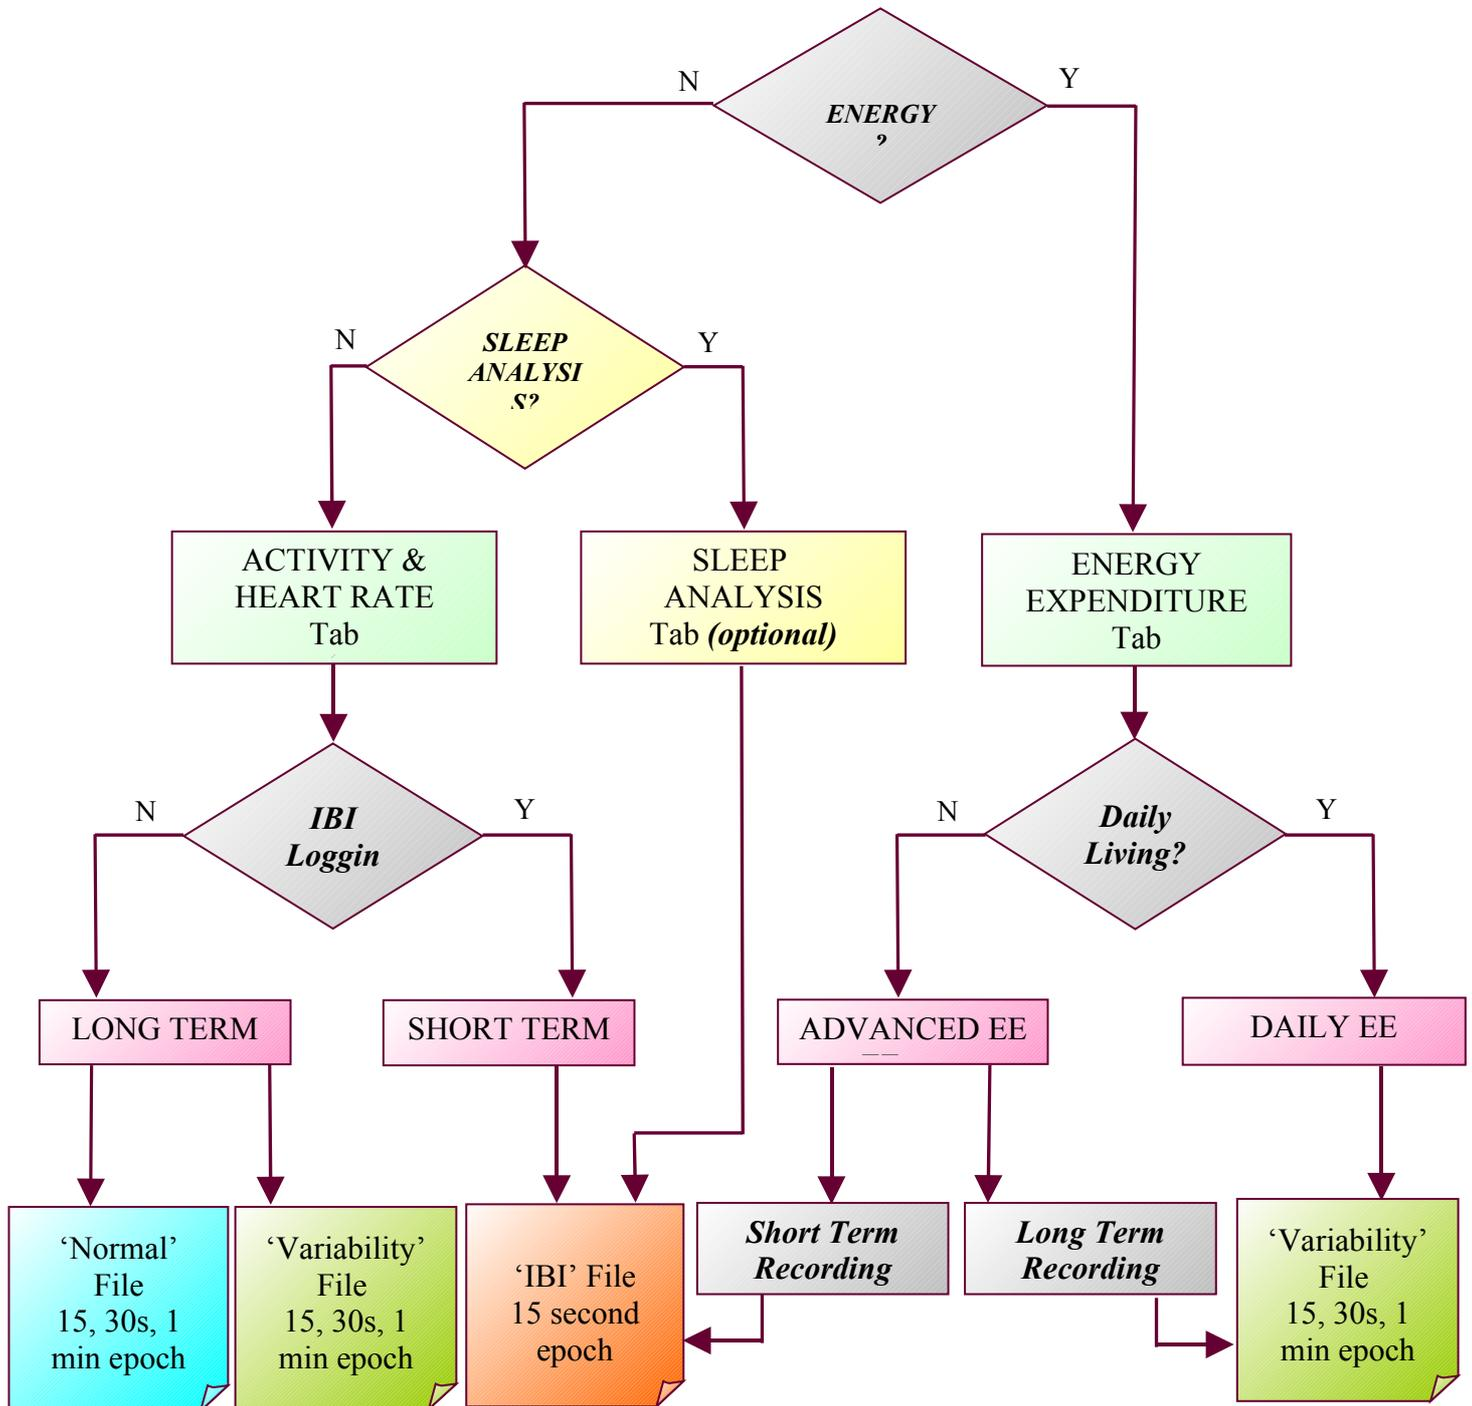 N
Y
ENERGY
?
N
Y
SLEEP
ANALYSI
S?
ACTIVITY &
HEART RATE
Tab
SLEEP
ANALYSIS
Tab (optional)
ENERGY
EXPENDITURE
Tab
N
Y
IBI
Loggin
N
Y
Daily
Living?
LONG TERM
SHORT TERM
ADVANCED EE
DAILY EE
‘Normal’
File
15, 30s, 1
min epoch
‘Variability’
File
15, 30s, 1
min epoch
‘IBI’ File
15 second
epoch
Short Term
Recording
Long Term
Recording
‘Variability’
File
15, 30s, 1
min epoch